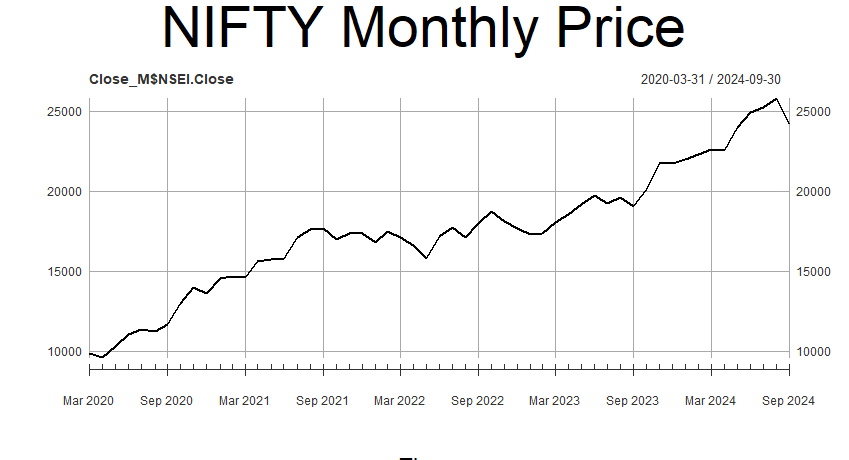 NIFTY Monthly Price
Close_M$NSEI.Close 2020-03-31 / 2024-09-30
25000 25000
20000 20000
15000 15000
10000 10000
Mar 2020 Sep 2020 Mar 2021 Sep 2021 Mar 2022 Sep 2022 Mar 2023 Sep 2023 Mar 2024 Sep 2024